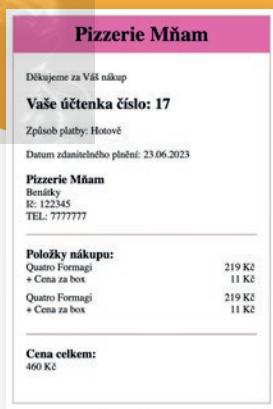 Pizzerie Mňam
Děkujeme za Váš nákup
Vaše účtenka číslo: 17
Způsob platby: Hotově
Datum zdanitelného plnění: 23.06.2023
Pizzerie Mňam
Benátky
Ič: 122345
TEL: 7777777
Položky nákupu:
Quatro Formagi 219 Kč
+ Cena za box 11 Kč
Quatro Formagi 219 Kč
+ Cena za box 11 Kč
Cena celkem:
460 Kč